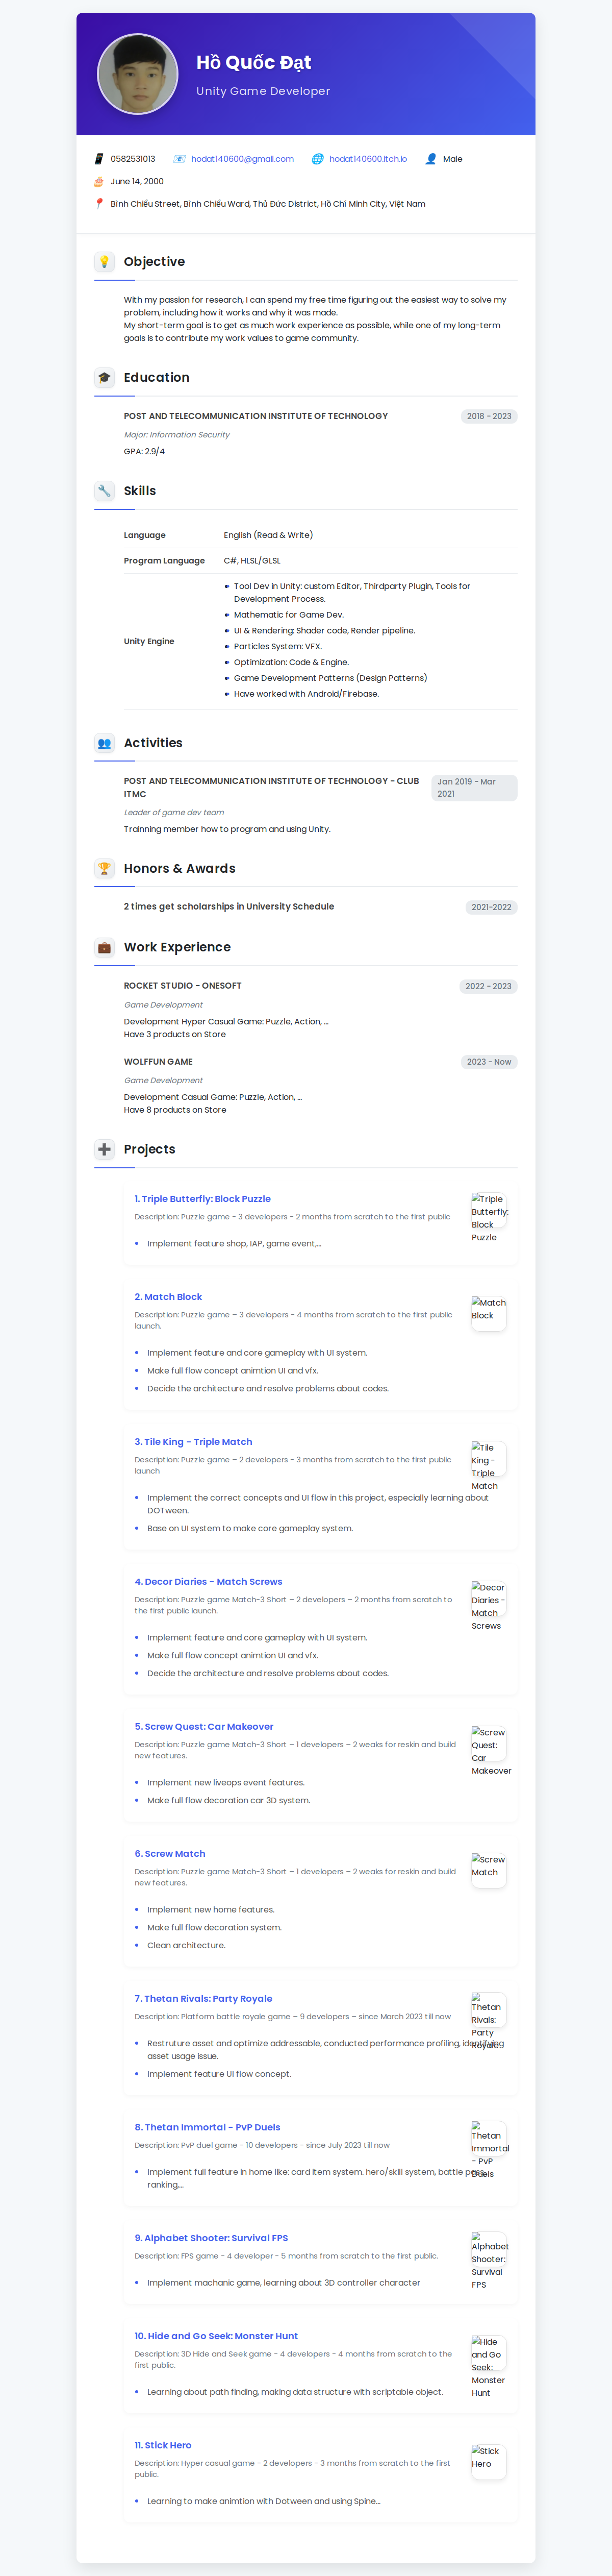 Hồ Quốc Đạt
Unity Game Developer
0582531013
hodat140600@gmail.com
hodat140600.itch.io
Male
June 14, 2000
Bình Chiểu Street, Bình Chiểu Ward, Thủ Đức District, Hồ Chí Minh City, Việt Nam
Objective
With my passion for research, I can spend my free time figuring out the easiest way to solve my
problem, including how it works and why it was made.
My short-term goal is to get as much work experience as possible, while one of my long-term
goals is to contribute my work values to game community.
Education
POST AND TELECOMMUNICATION INSTITUTE OF TECHNOLOGY
2018 - 2023
Major: Information Security
GPA: 2.9/4
Skills
Language
English (Read & Write)
Program Language
C#, HLSL/GLSL
Unity Engine
Tool Dev in Unity: custom Editor, Thirdparty Plugin, Tools for
Development Process.
Mathematic for Game Dev.
UI & Rendering: Shader code, Render pipeline.
Particles System: VFX.
Optimization: Code & Engine.
Game Development Patterns (Design Patterns)
Have worked with Android/Firebase.
Activities
POST AND TELECOMMUNICATION INSTITUTE OF TECHNOLOGY - CLUB
ITMC
Jan 2019 - Mar
2021
Leader of game dev team
Trainning member how to program and using Unity.
Honors & Awards
2 times get scholarships in University Schedule
2021-2022
Work Experience
ROCKET STUDIO - ONESOFT
2022 - 2023
Game Development
Development Hyper Casual Game: Puzzle, Action, ...
Have 3 products on Store
WOLFFUN GAME
2023 - Now
Game Development
Development Casual Game: Puzzle, Action, ...
Have 8 products on Store
Projects
1. Triple Butterfly: Block Puzzle
Description: Puzzle game - 3 developers - 2 months from scratch to the first public
Implement feature shop, IAP, game event,...
Triple
Butterfly:
Block
Puzzle
2. Match Block
Description: Puzzle game – 3 developers - 4 months from scratch to the first public
launch.
Implement feature and core gameplay with UI system.
Make full flow concept animtion UI and vfx.
Decide the architecture and resolve problems about codes.
Match
Block
3. Tile King - Triple Match
Description: Puzzle game – 2 developers - 3 months from scratch to the first public
launch
Implement the correct concepts and UI flow in this project, especially learning about
DOTween.
Base on UI system to make core gameplay system.
Tile
King -
Triple
Match
4. Decor Diaries - Match Screws
Description: Puzzle game Match-3 Short – 2 developers – 2 months from scratch to
the first public launch.
Implement feature and core gameplay with UI system.
Make full flow concept animtion UI and vfx.
Decide the architecture and resolve problems about codes.
Decor
Diaries -
Match
Screws
5. Screw Quest: Car Makeover
Description: Puzzle game Match-3 Short – 1 developers – 2 weaks for reskin and build
new features.
Implement new liveops event features.
Make full flow decoration car 3D system.
Screw
Quest:
Car
Makeover
6. Screw Match
Description: Puzzle game Match-3 Short – 1 developers – 2 weaks for reskin and build
new features.
Implement new home features.
Make full flow decoration system.
Clean architecture.
Screw
Match
7. Thetan Rivals: Party Royale
Description: Platform battle royale game – 9 developers – since March 2023 till now
Restruture asset and optimize addressable, conducted performance profiling, identifying
asset usage issue.
Implement feature UI flow concept.
Thetan
Rivals:
Party
Royale
8. Thetan Immortal - PvP Duels
Description: PvP duel game - 10 developers - since July 2023 till now
Implement full feature in home like: card item system. hero/skill system, battle pass,
ranking,...
Thetan
Immortal
- PvP
Duels
9. Alphabet Shooter: Survival FPS
Description: FPS game - 4 developer - 5 months from scratch to the first public.
Implement machanic game, learning about 3D controller character
Alphabet
Shooter:
Survival
FPS
10. Hide and Go Seek: Monster Hunt
Description: 3D Hide and Seek game - 4 developers - 4 months from scratch to the
first public.
Learning about path finding, making data structure with scriptable object.
Hide
and Go
Seek:
Monster
Hunt
11. Stick Hero
Description: Hyper casual game - 2 developers - 3 months from scratch to the first
public.
Learning to make animtion with Dotween and using Spine...
Stick
Hero